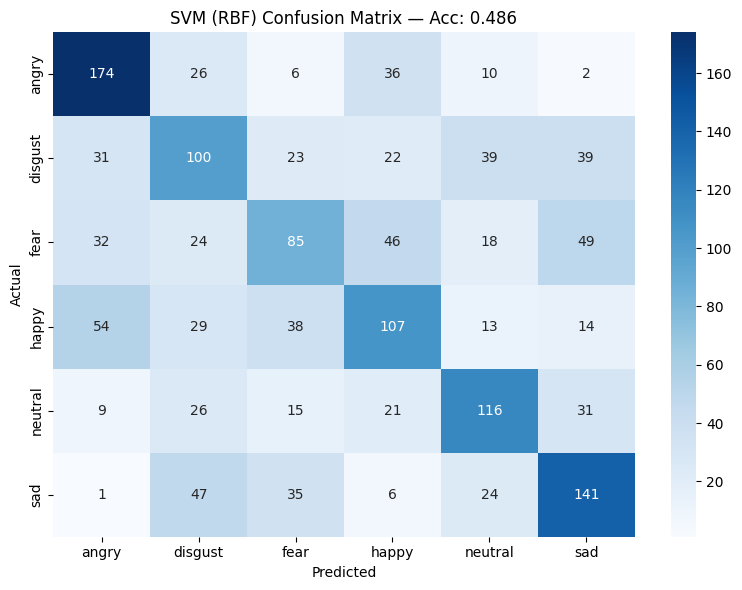 SVM (RBF) Confusion Matrix — Acc: 0.486
angry 174 26 6 36 10 2
disgust 31 100 23 22 39 39
fear 32 24 85 46 18 49
happy 54 29 38 107 13 14
neutral 9 26 15 21 116 31
sad 1 47 35 6 24 141
angry disgust fear happy neutral sad
Predicted
Actual
160
140
120
100
80
60
40
20